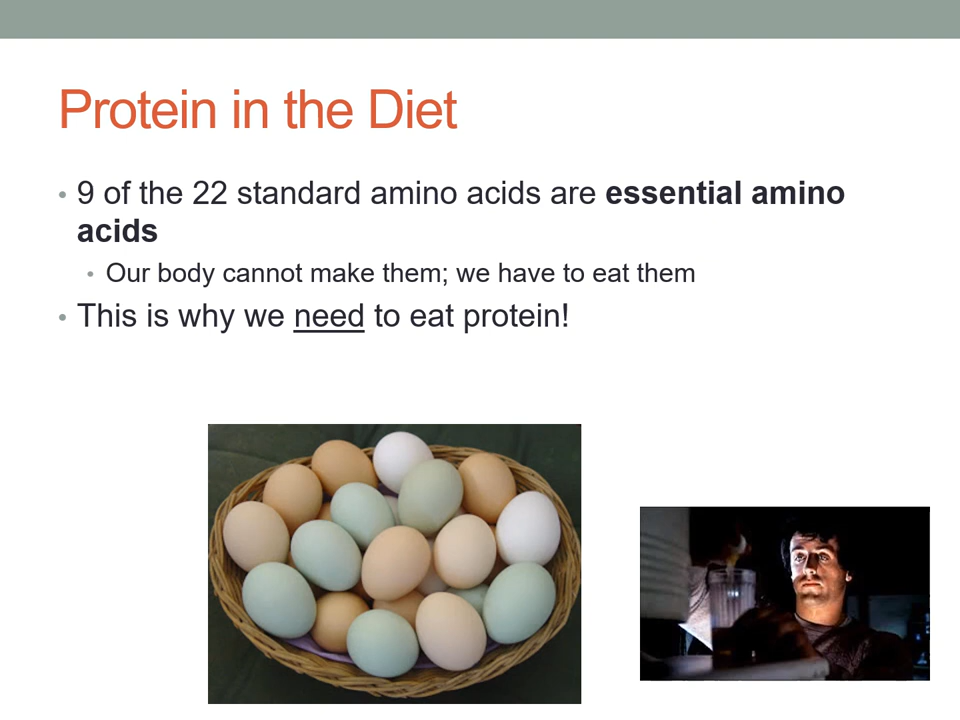 Protein in the Diet
• 9 of the 22 standard amino acids are essential amino
acids
• Our body cannot make them; we have to eat them
• This is why we need to eat protein!